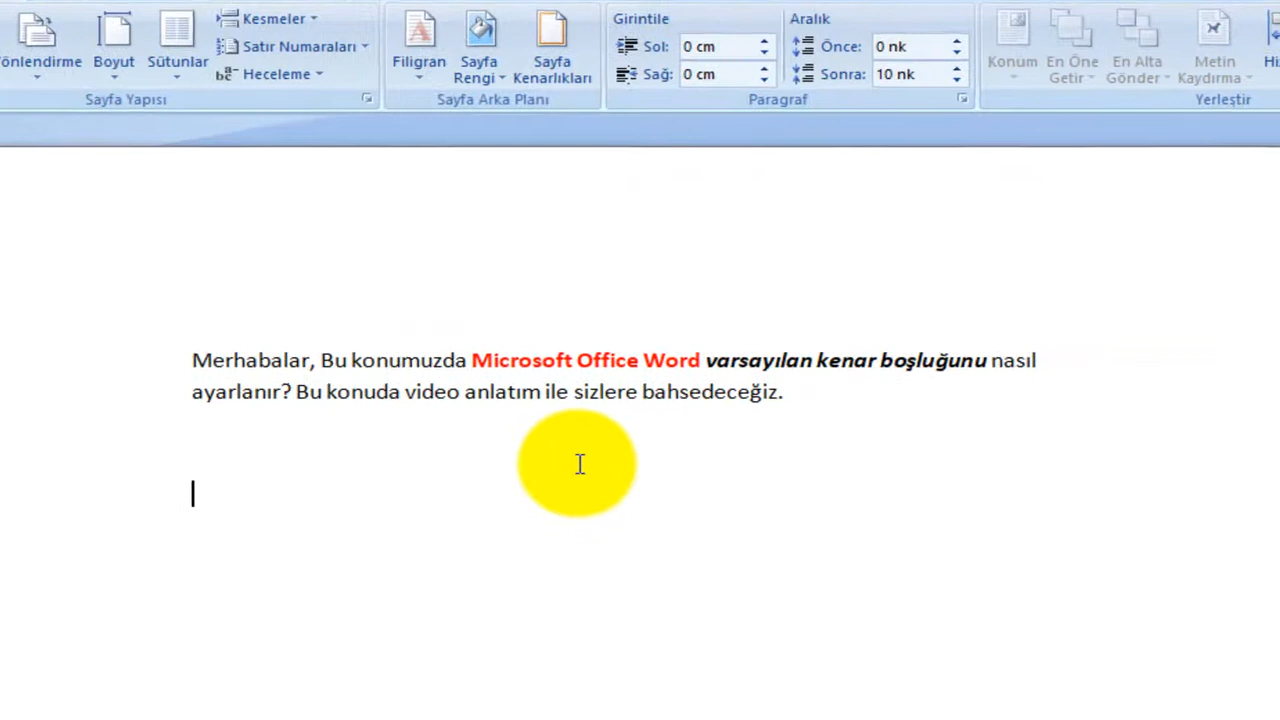 Kesmeler
Satır Numaraları
Heceleme
Boyut
Sütunlar
Sayfa Yapısı
Filigran
Sayfa Rengi
Sayfa Kenarlıkları
Sayfa Arka Planı
Girintile
Sol: 0 cm
Sağ: 0 cm
Aralık
Önce: 0 nk
Sonra: 10 nk
Paragraf
Konum
En Öne Getir
En Alta Gönder
Metin Kaydırma
Yerleştir
Merhabalar, Bu konumuzda Microsoft Office Word varsayılan kenar boşluğunu nasıl
ayarlanır? Bu konuda video anlatım ile sizlere bahsedeceğiz.